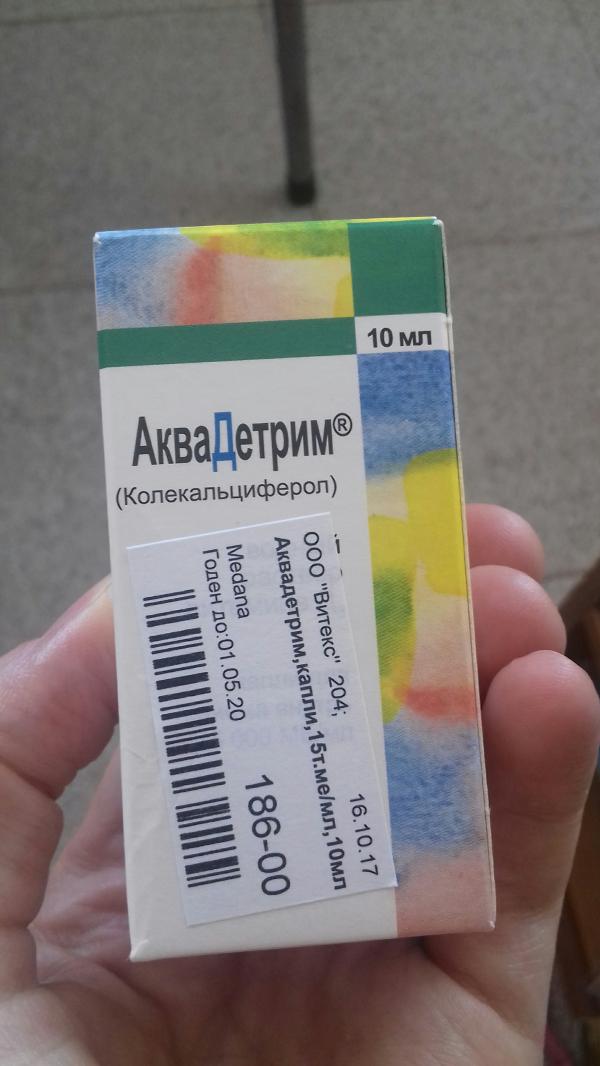 10 мл
АкваДетрим®
(Колекальциферол)
ООО "Витекс" 204;
16.10.17
Аквадетрим,капли,15т.ме/мл,10мл
Medana
186-00
Годен до:01.05.20